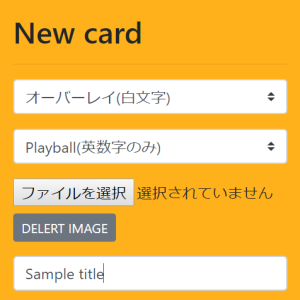 New card
オーバーレイ(白文字)
Playball(英数字のみ)
ファイルを選択 選択されていません
DELERT IMAGE
Sample title